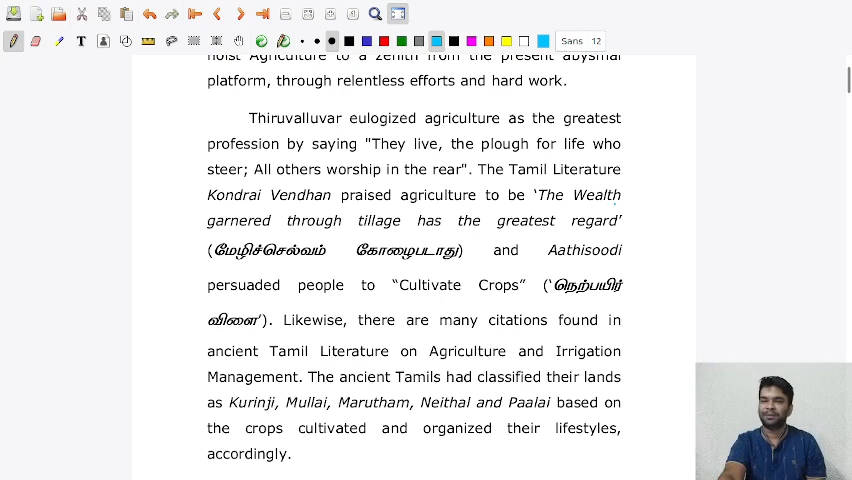 Sans 12
hoist Agriculture to a zenith from the present abysmal
platform, through relentless efforts and hard work.
Thiruvalluvar eulogized agriculture as the greatest
profession by saying "They live, the plough for life who
steer; All others worship in the rear". The Tamil Literature
Kondrai Vendhan praised agriculture to be ‘The Wealth
garnered through tillage has the greatest regard’
(மேழிச்செல்வம் கோழைபடாது) and Aathisoodi
persuaded people to “Cultivate Crops” (‘நெற்பயிர்
விளை’). Likewise, there are many citations found in
ancient Tamil Literature on Agriculture and Irrigation
Management. The ancient Tamils had classified their lands
as Kurinji, Mullai, Marutham, Neithal and Paalai based on
the crops cultivated and organized their lifestyles,
accordingly.